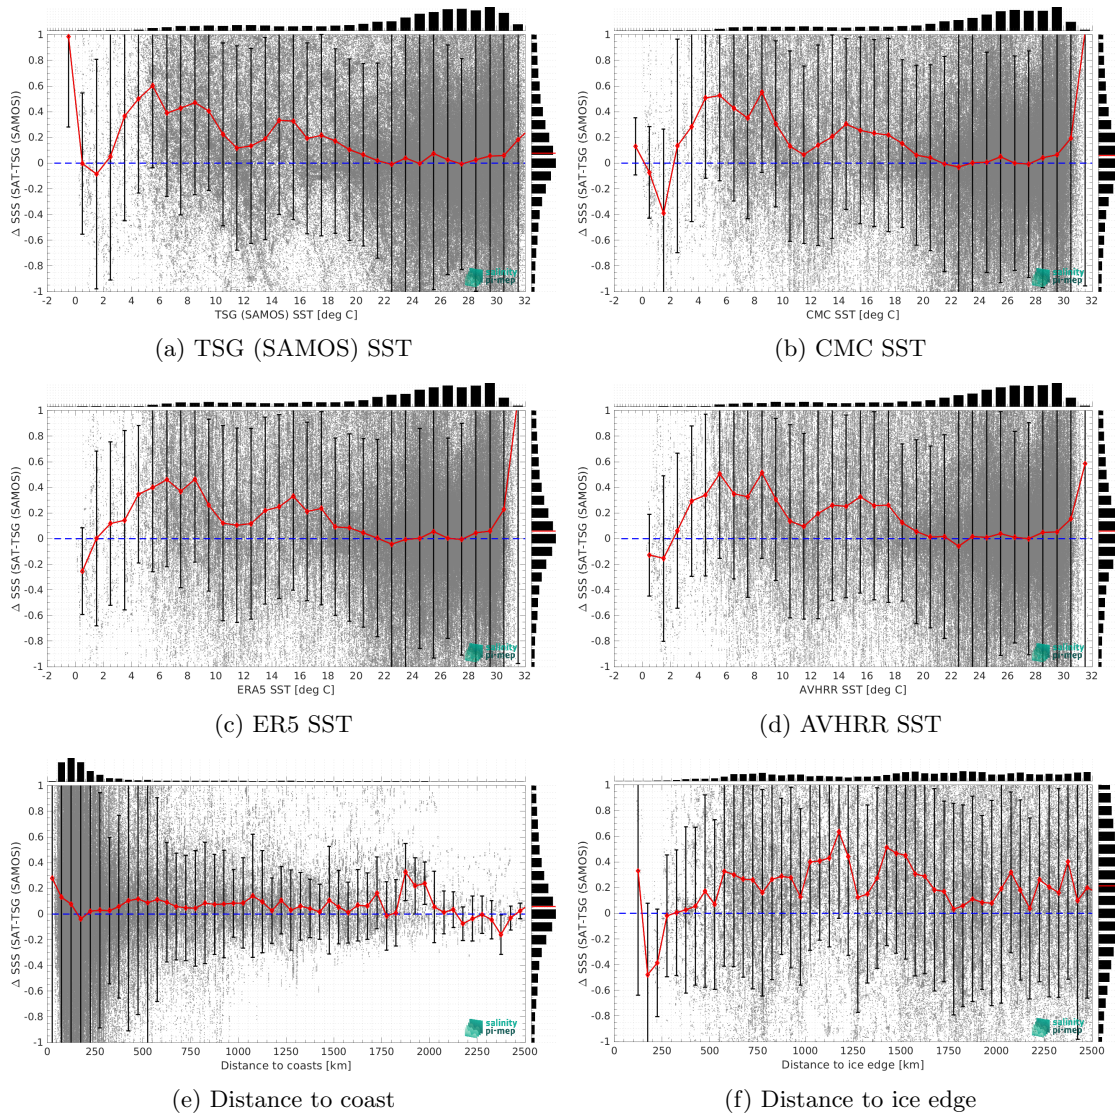 1
0.8
0.6
0.4
0.2
0
-0.2
-0.4
-0.6
-0.8
-1
Δ SSS (SAT-TSG (SAMOS))
salinity
pi-mep
-2 0 2 4 6 8 10 12 14 16 18 20 22 24 26 28 30 32
TSG (SAMOS) SST [deg C]
(a) TSG (SAMOS) SST
1
0.8
0.6
0.4
0.2
0
-0.2
-0.4
-0.6
-0.8
-1
Δ SSS (SAT-TSG (SAMOS))
salinity
pi-mep
-2 0 2 4 6 8 10 12 14 16 18 20 22 24 26 28 30 32
CMC SST [deg C]
(b) CMC SST
1
0.8
0.6
0.4
0.2
0
-0.2
-0.4
-0.6
-0.8
-1
Δ SSS (SAT-TSG (SAMOS))
salinity
pi-mep
-2 0 2 4 6 8 10 12 14 16 18 20 22 24 26 28 30 32
ERA5 SST [deg C]
(c) ER5 SST
1
0.8
0.6
0.4
0.2
0
-0.2
-0.4
-0.6
-0.8
-1
Δ SSS (SAT-TSG (SAMOS))
salinity
pi-mep
-2 0 2 4 6 8 10 12 14 16 18 20 22 24 26 28 30 32
AVHRR SST [deg C]
(d) AVHRR SST
1
0.8
0.6
0.4
0.2
0
-0.2
-0.4
-0.6
-0.8
-1
Δ SSS (SAT-TSG (SAMOS))
salinity
pi-mep
0 250 500 750 1000 1250 1500 1750 2000 2250 2500
Distance to coasts [km]
(e) Distance to coast
1
0.8
0.6
0.4
0.2
0
-0.2
-0.4
-0.6
-0.8
-1
Δ SSS (SAT-TSG (SAMOS))
salinity
pi-mep
0 250 500 750 1000 1250 1500 1750 2000 2250 2500
Distance to ice edge [km]
(f) Distance to ice edge